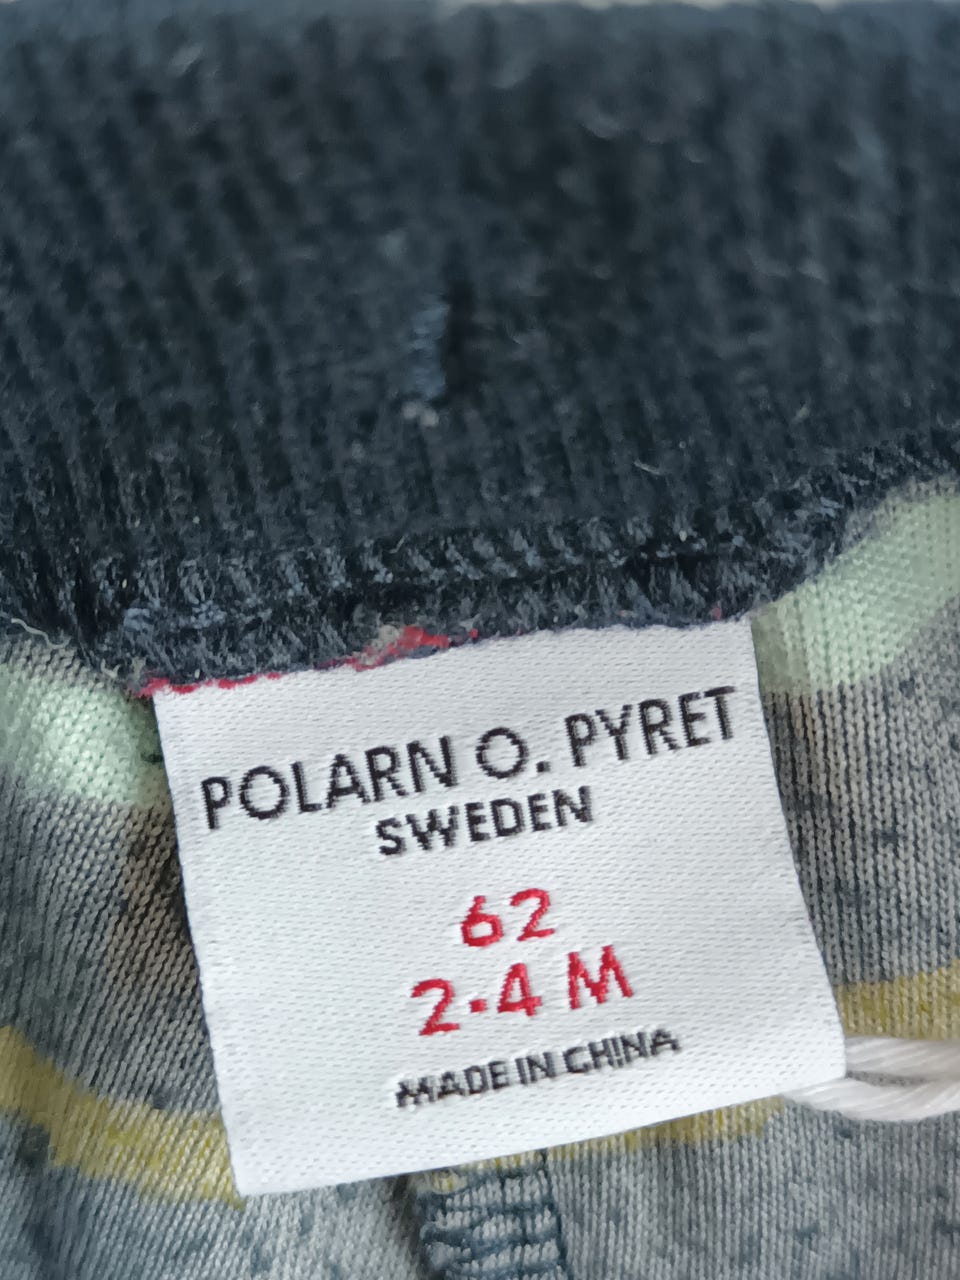 POLARN O. PYRET
SWEDEN
62
2-4 M
MADE IN CHINA